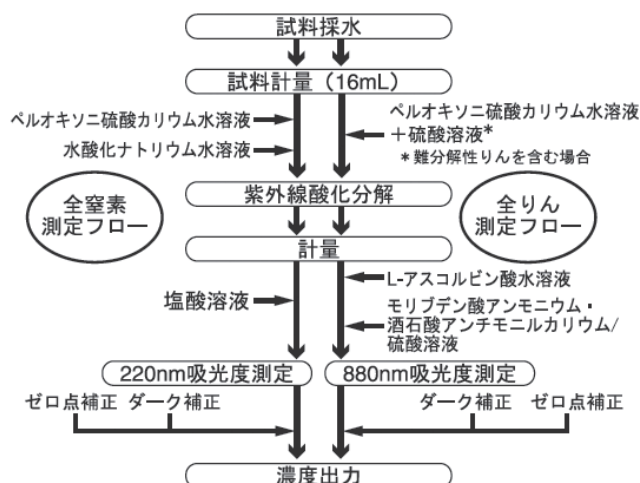 試料採水
試料計量（16mL）
ペルオキソニ硫酸カリウム水溶液
水酸化ナトリウム水溶液
ペルオキソニ硫酸カリウム水溶液
＋硫酸溶液*
*難分解性りんを含む場合
全窒素
測定フロー
紫外線酸化分解
全りん
測定フロー
計量
塩酸溶液
L-アスコルビン酸水溶液
モリブデン酸アンモニウム・
酒石酸アンチモニルカリウム/
硫酸溶液
220nm吸光度測定
880nm吸光度測定
ゼロ点補正 ダーク補正
ダーク補正 ゼロ点補正
濃度出力